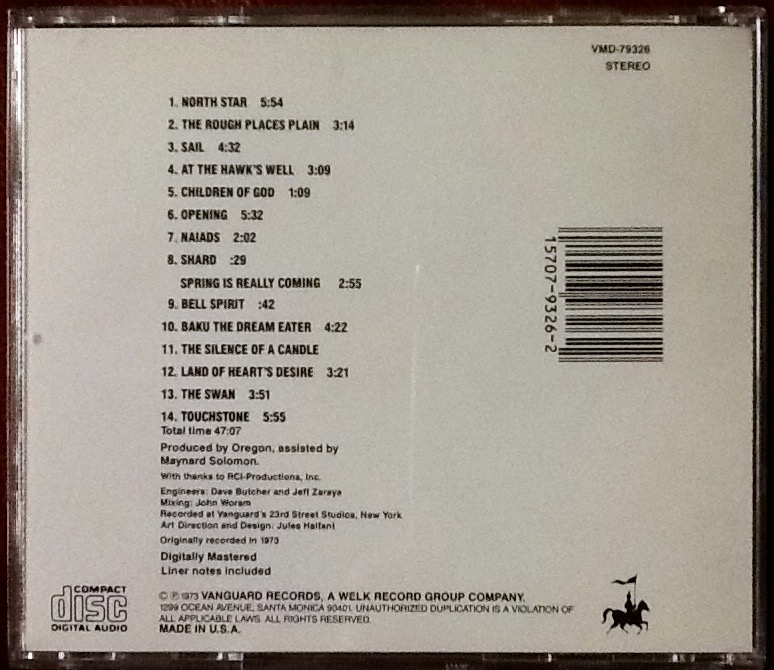 VMD-79326
STEREO
1. NORTH STAR 5:54
2. THE ROUGH PLACES PLAIN 3:14
3. SAIL 4:32
4. AT THE HAWK'S WELL 3:09
5. CHILDREN OF GOD 1:09
6. OPENING 5:32
7. NAIADS 2:02
8. SHARD :29
SPRING IS REALLY COMING 2:55
9. BELL SPIRIT :42
10. BAKU THE DREAM EATER 4:22
11. THE SILENCE OF A CANDLE
12. LAND OF HEART'S DESIRE 3:21
13. THE SWAN 3:51
14. TOUCHSTONE 5:55
Total time 47:07
15707-9326-2
Produced by Oregon, assisted by
Maynard Solomon.
With thanks to RCI-Productions, Inc.
Engineers: Dave Butcher and Jeff Zaraya
Mixing: John Woram
Recorded at Vanguard's 23rd Street Studios, New York
Art Direction and Design: Jules Halfant
Originally recorded in 1973
Digitally Mastered
Liner notes included
COMPACT
disc
DIGITAL AUDIO
© ℗ 1973 VANGUARD RECORDS, A WELK RECORD GROUP COMPANY.
1299 OCEAN AVENUE, SANTA MONICA 90401. UNAUTHORIZED DUPLICATION IS A VIOLATION OF
ALL APPLICABLE LAWS. ALL RIGHTS RESERVED.
MADE IN U.S.A.